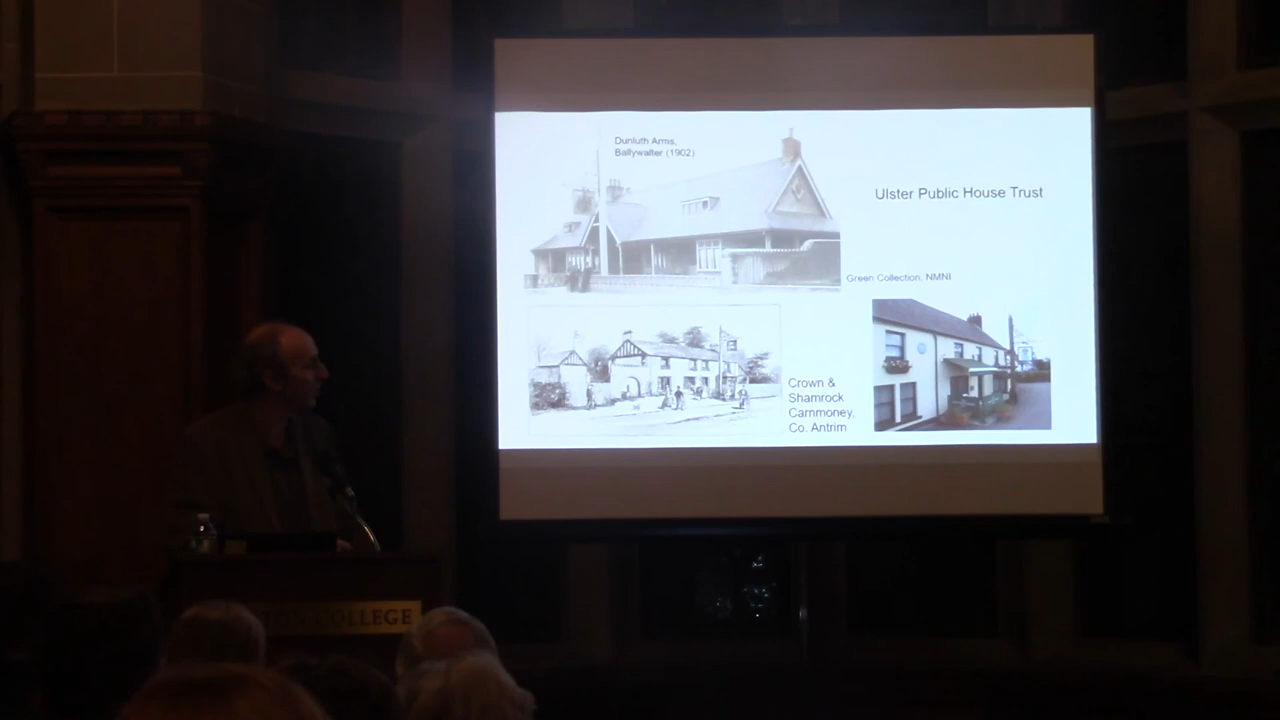 Dunluth Arms,
Ballywalter (1902)
Ulster Public House Trust
Green Collection, NMNI
Crown &
Shamrock
Carnmoney,
Co. Antrim
COLLEGE